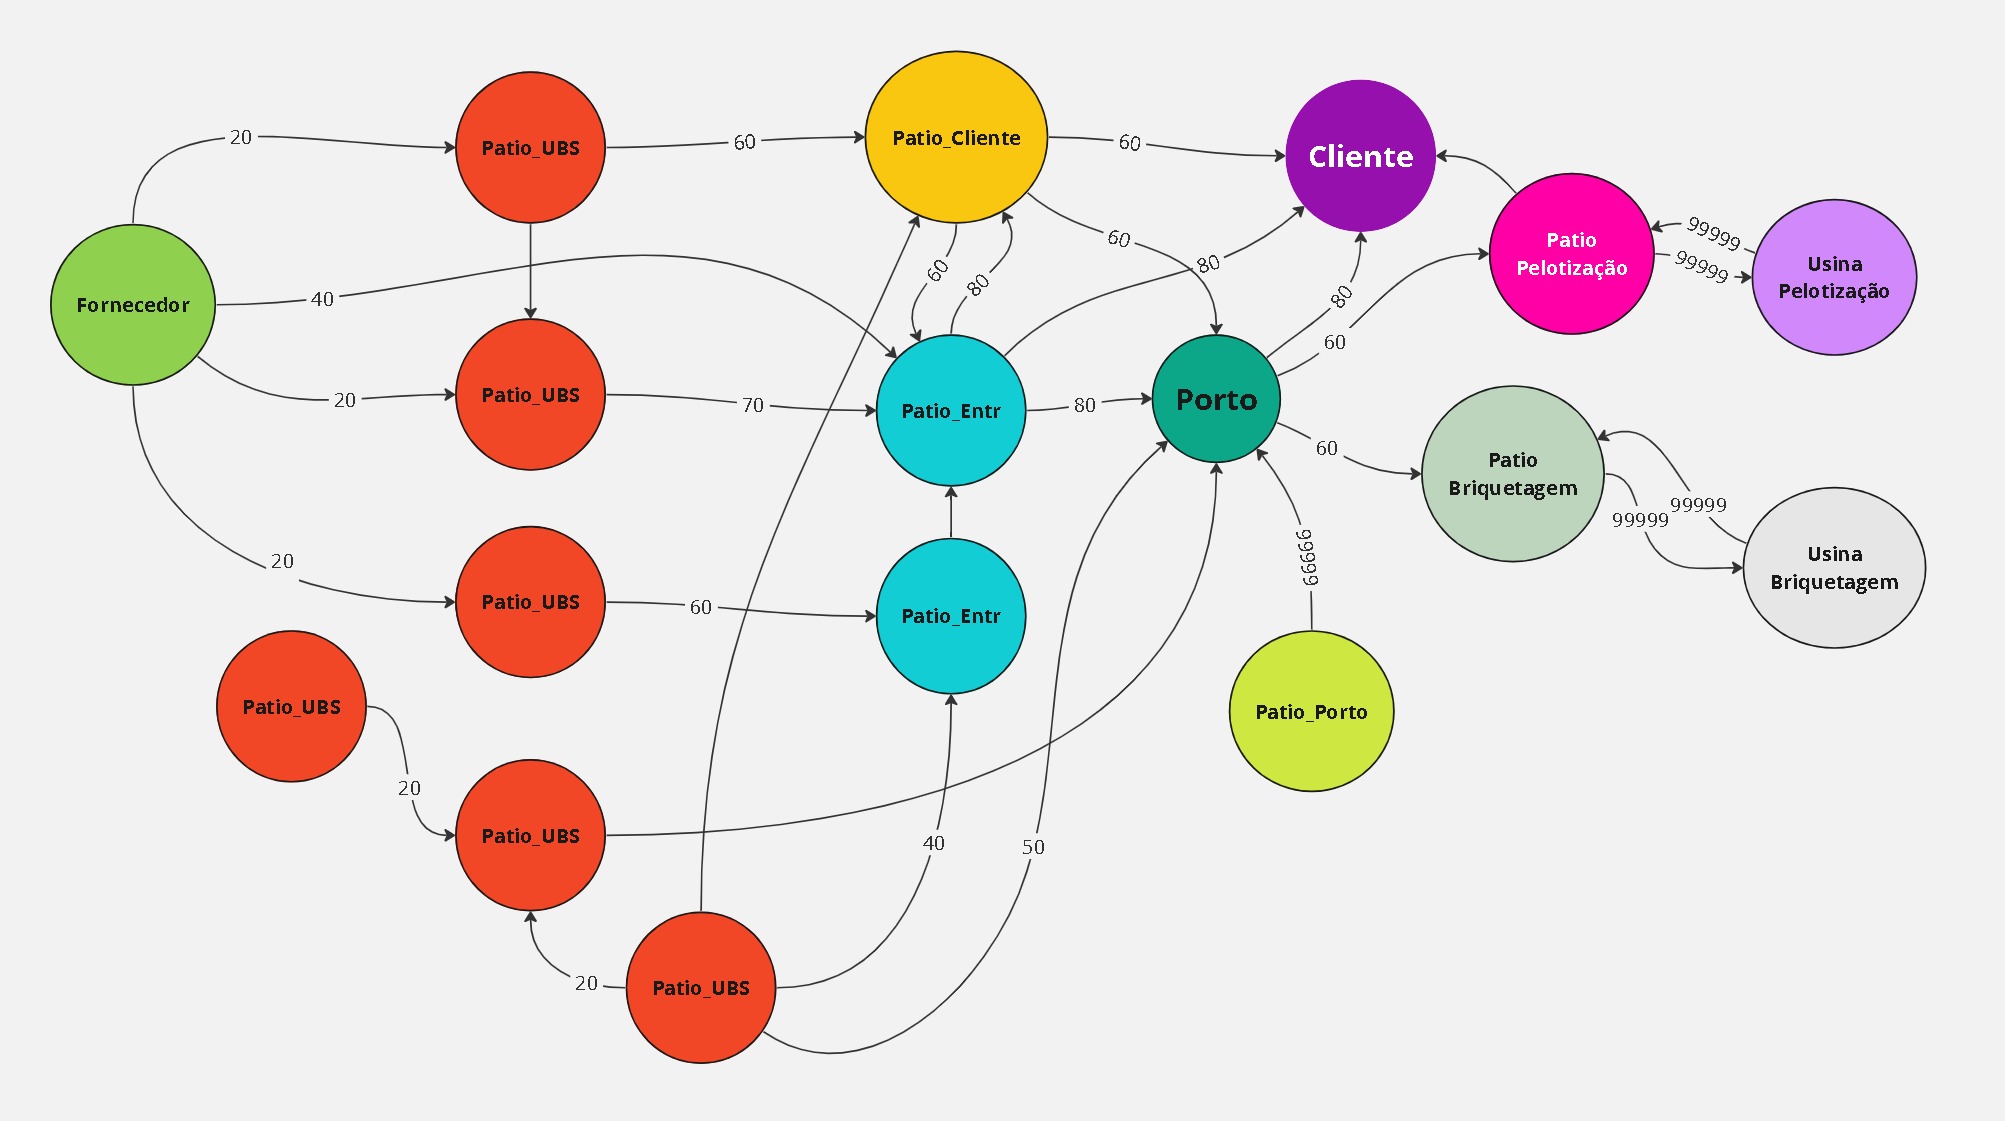 20
Patio_UBS
60
Patio_Cliente
60
Cliente
Patio
Pelotização
99999
99999
Usina
Pelotização
Fornecedor
40
60
80
60
80
80
60
20
Patio_UBS
70
Patio_Entr
80
Porto
60
Patio
Briquetagem
99999
99999
Usina
Briquetagem
20
Patio_UBS
60
Patio_Entr
99999
Patio_Porto
Patio_UBS
20
Patio_UBS
40
50
20
Patio_UBS